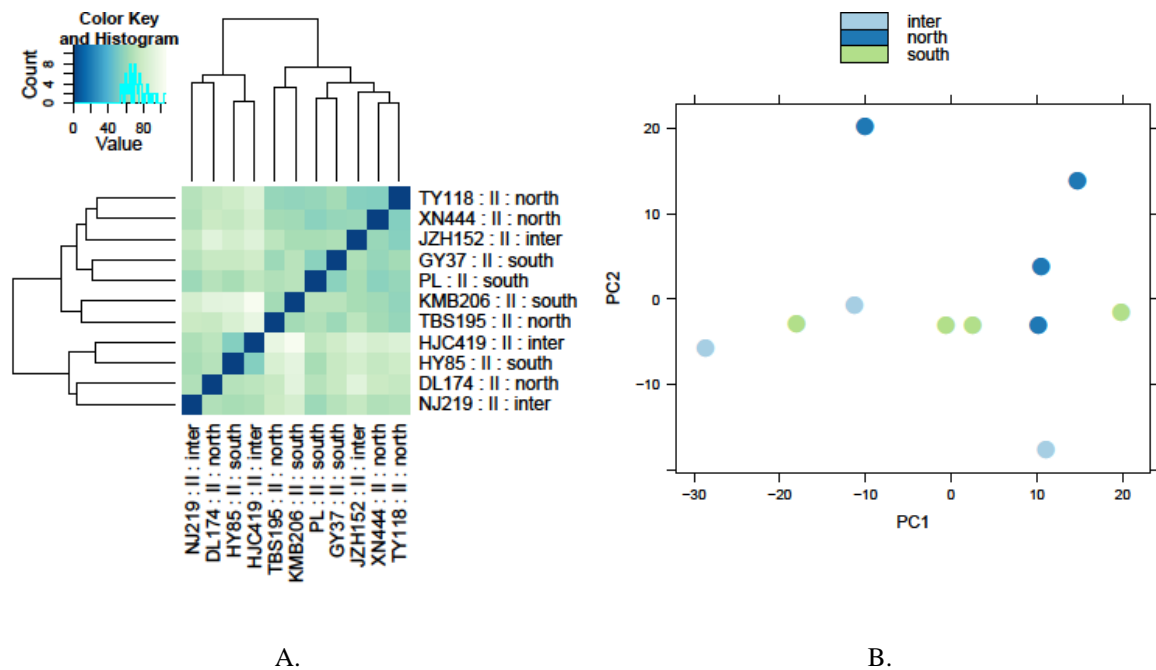 Color Key
and Histogram
Count
0 4 8
0 40 80
Value
TY118 : II : north
XN444 : II : north
JZH152 : II : inter
GY37 : II : south
PL : II : south
KMB206 : II : south
TBS195 : II : north
HJC419 : II : inter
HY85 : II : south
DL174 : II : north
NJ219 : II : inter
NJ219 : II : inter
DL174 : II : north
HY85 : II : south
HJC419 : II : inter
TBS195 : II : north
KMB206 : II : south
PL : II : south
GY37 : II : south
JZH152 : II : inter
XN444 : II : north
TY118 : II : north
A.
inter
north
south
PC2
20
10
0
−10
−30 −20 −10 0 10 20
PC1
B.